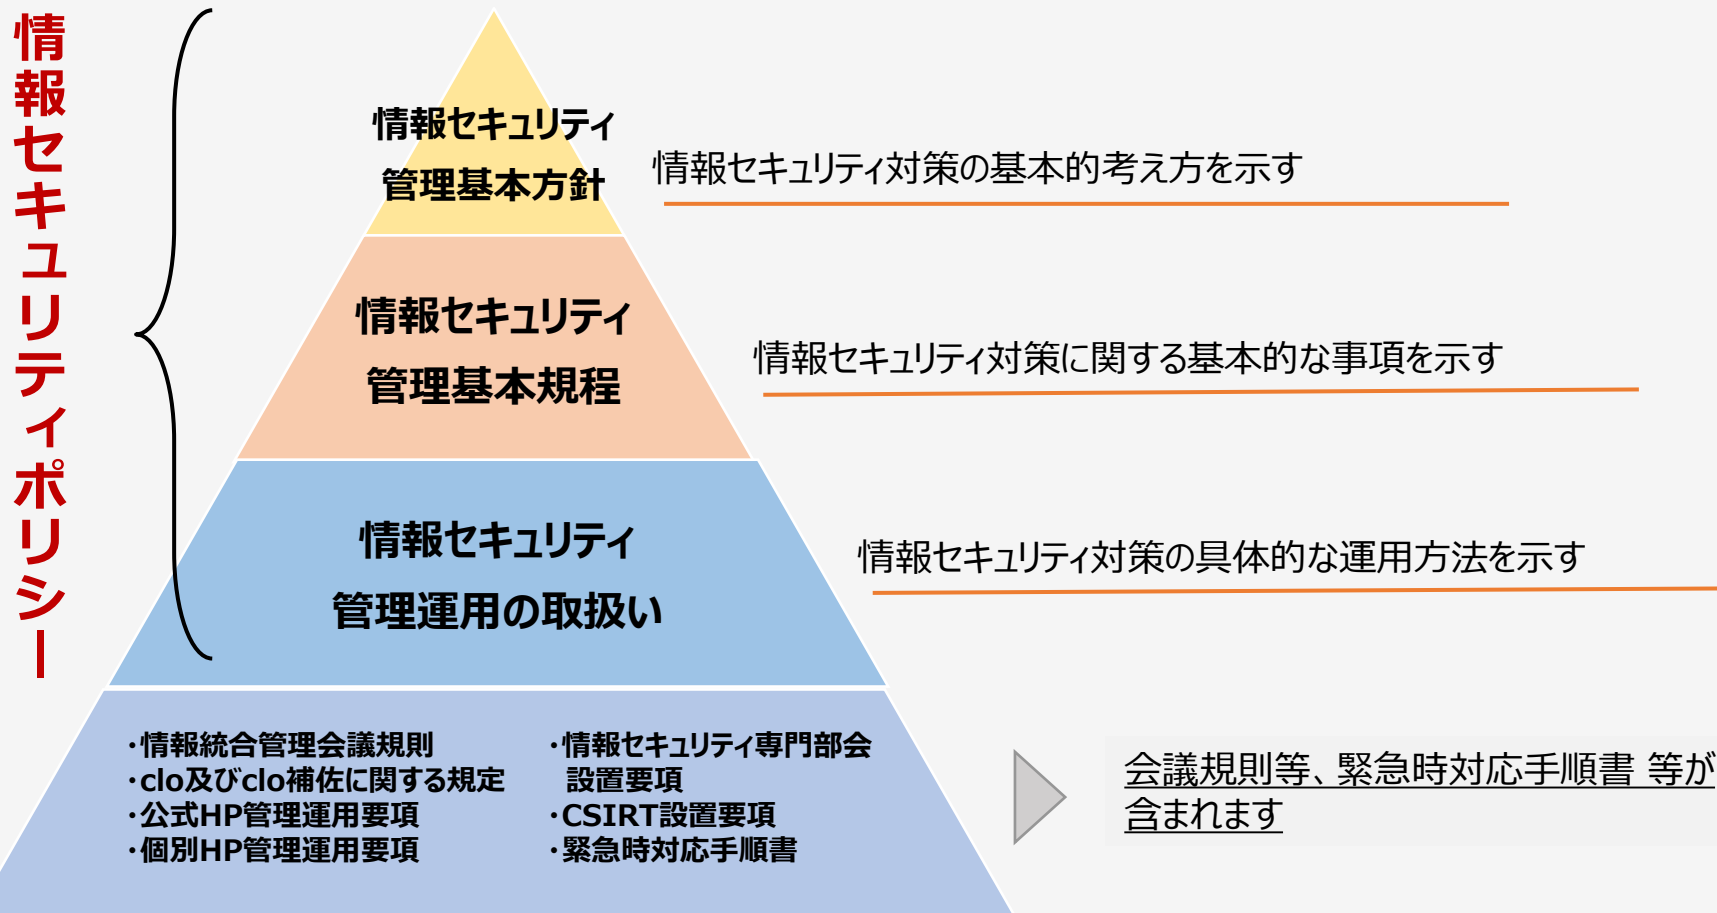 情報セキュリティポリシー
情報セキュリティ
管理基本方針
情報セキュリティ対策の基本的考え方を示す
情報セキュリティ
管理基本規程
情報セキュリティ対策に関する基本的な事項を示す
情報セキュリティ
管理運用の取扱い
情報セキュリティ対策の具体的な運用方法を示す
・情報統合管理会議規則
・clo及びclo補佐に関する規定
・公式HP管理運用要項
・個別HP管理運用要項
・情報セキュリティ専門部会
設置要項
・CSIRT設置要項
・緊急時対応手順書
会議規則等、緊急時対応手順書 等が
含まれます